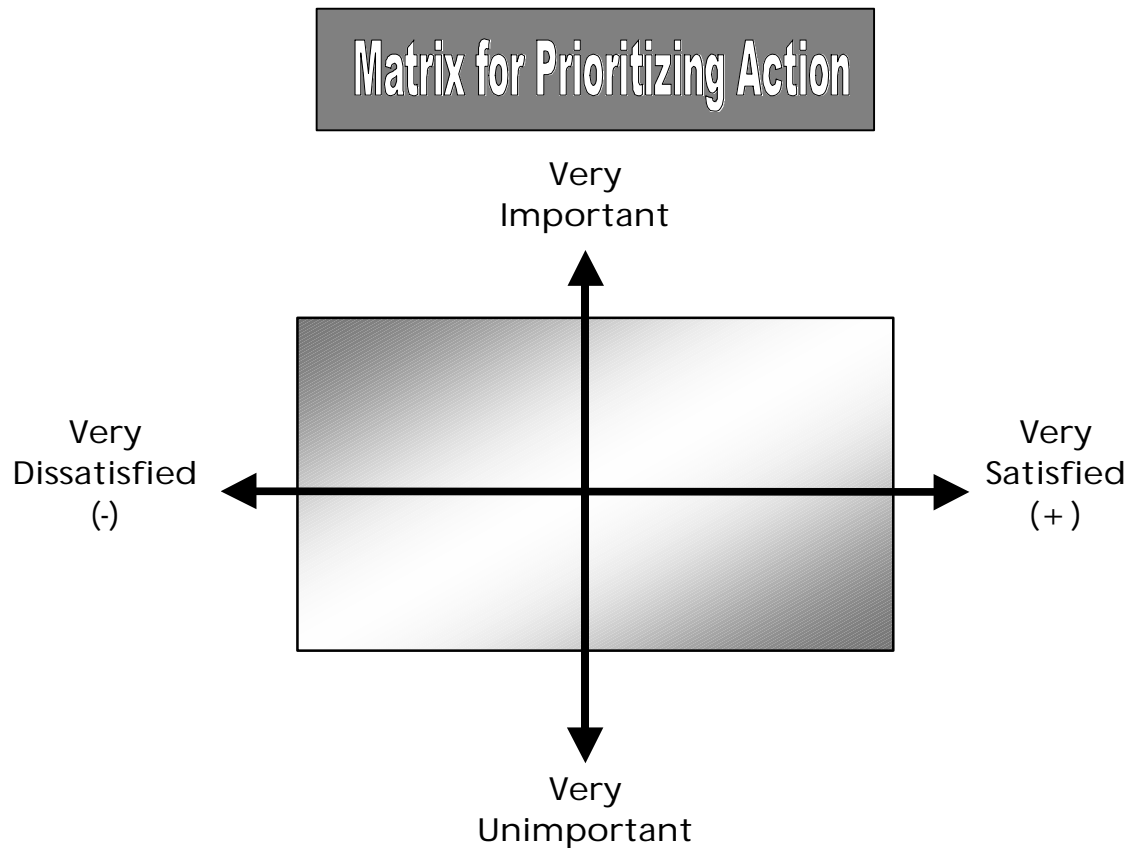 Matrix for Prioritizing Action
Very
Important
Very
Dissatisfied
(-)
Very
Satisfied
(+)
Very
Unimportant